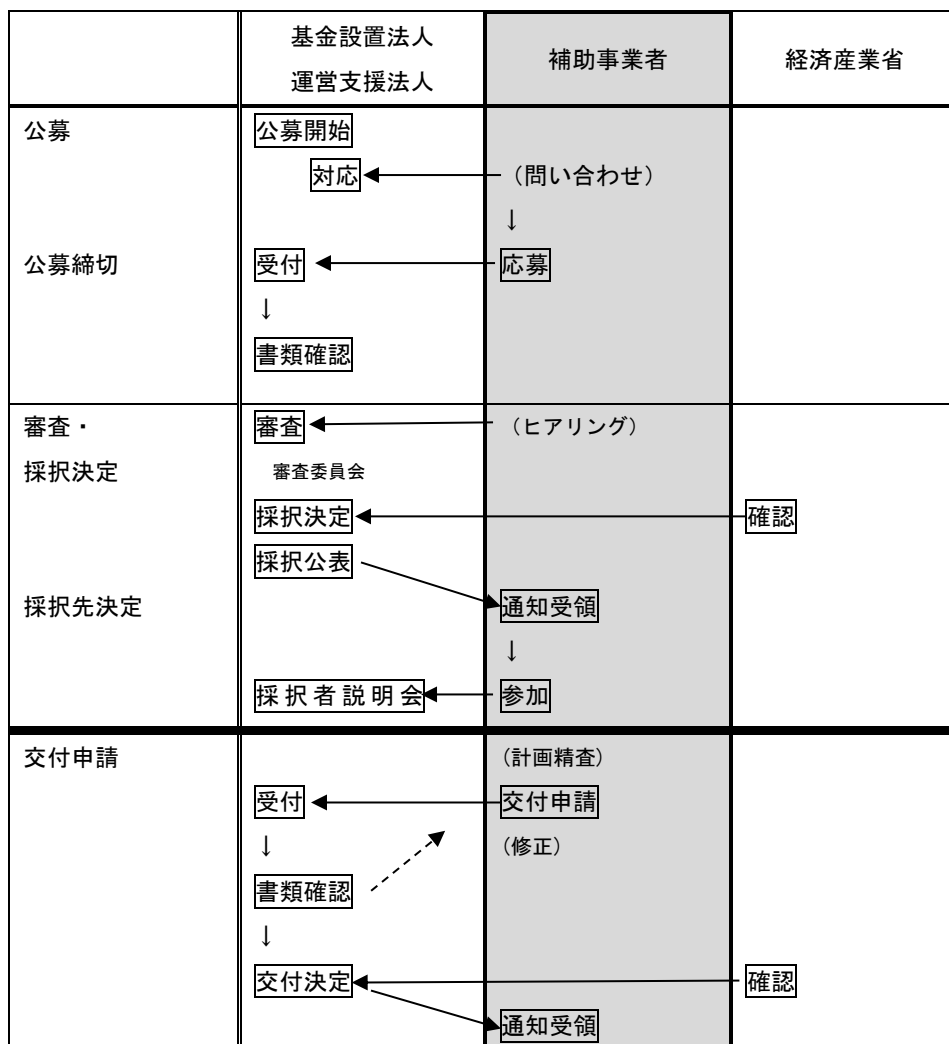 基金設置法人
運営支援法人
補助事業者
経済産業省
公募
公募開始
対応
（問い合わせ）
↓
公募締切
受付
応募
↓
書類確認
審査・
審査
（ヒアリング）
採択決定
審査委員会
採択決定
確認
採択公表
採択先決定
通知受領
↓
採択者説明会
参加
交付申請
（計画精査）
受付
交付申請
↓
（修正）
書類確認
↓
交付決定
確認
通知受領